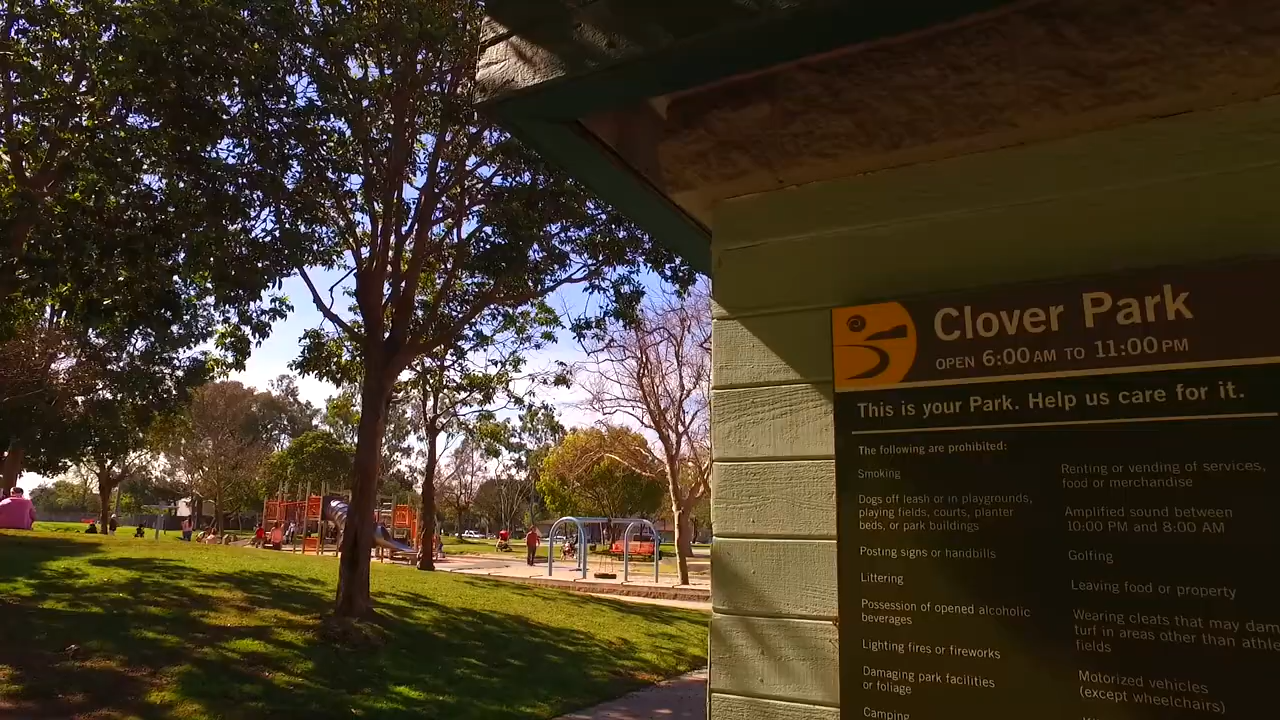 Clover Park
OPEN 6:00AM TO 11:00PM
This is your Park. Help us care for it.
The following are prohibited:
Smoking
Dogs off leash or in playgrounds,
playing fields, courts, planter
beds, or park buildings
Posting signs or handbills
Littering
Possession of opened alcoholic
beverages
Lighting fires or fireworks
Damaging park facilities
or foliage
Camping
Renting or vending of services,
food or merchandise
Amplified sound between
10:00 PM and 8:00 AM
Golfing
Leaving food or property
Wearing cleats that may dam
turf in areas other than athle
fields
Motorized vehicles
(except wheelchairs)